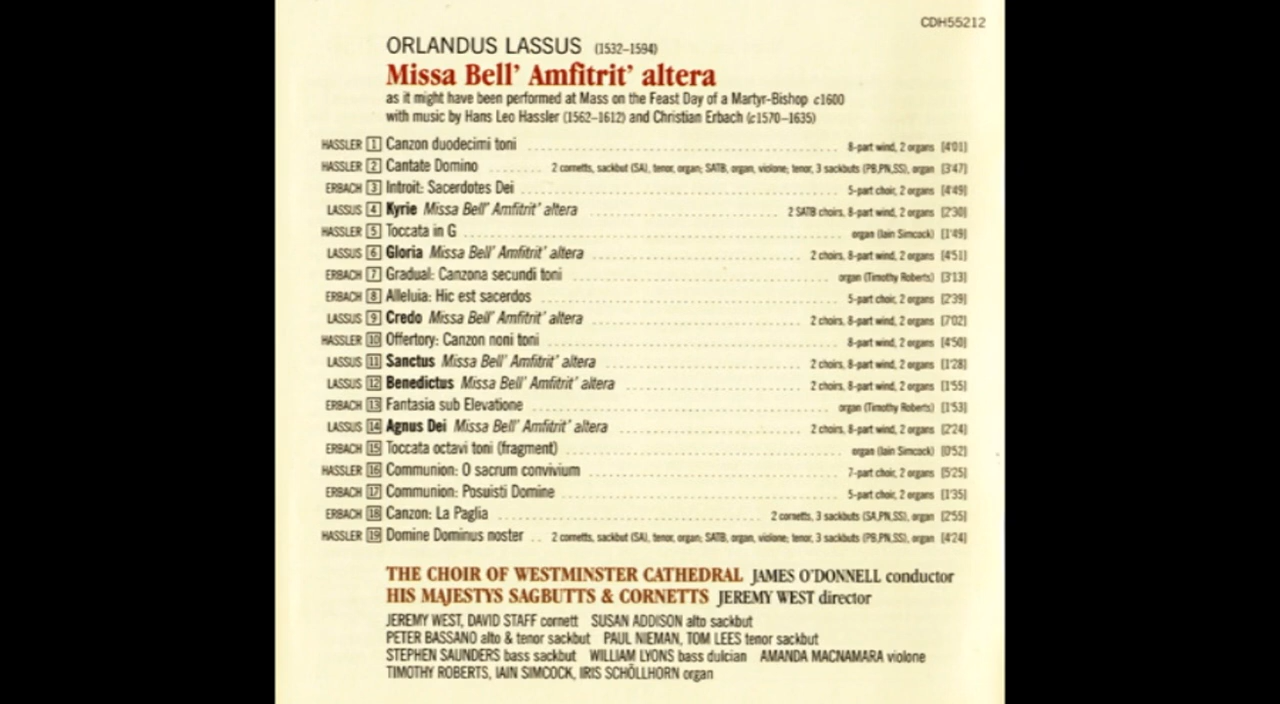 CDH55212
ORLANDUS LASSUS (1532–1594)
Missa Bell' Amfitrit' altera
as it might have been performed at Mass on the Feast Day of a Martyr-Bishop c1600
with music by Hans Leo Hassler (1562–1612) and Christian Erbach (c1570–1635)
HASSLER 1 Canzon duodecimi toni 8-part wind, 2 organs [4'01]
HASSLER 2 Cantate Domino 2 cornetts, sackbut (SA), tenor, organ; SATB, organ, violone; tenor, 3 sackbuts (PB,PN,SS), organ [3'47]
ERBACH 3 Introit: Sacerdotes Dei 5-part choir, 2 organs [4'49]
LASSUS 4 Kyrie Missa Bell' Amfitrit' altera 2 SATB choirs, 8-part wind, 2 organs [2'30]
HASSLER 5 Toccata in G organ (Iain Simcock) [1'49]
LASSUS 6 Gloria Missa Bell' Amfitrit' altera 2 choirs, 8-part wind, 2 organs [4'51]
ERBACH 7 Gradual: Canzona secundi toni organ (Timothy Roberts) [3'13]
ERBACH 8 Alleluia: Hic est sacerdos 5-part choir, 2 organs [2'39]
LASSUS 9 Credo Missa Bell' Amfitrit' altera 2 choirs, 8-part wind, 2 organs [7'02]
HASSLER 10 Offertory: Canzon noni toni 8-part wind, 2 organs [4'50]
LASSUS 11 Sanctus Missa Bell' Amfitrit' altera 2 choirs, 8-part wind, 2 organs [1'28]
LASSUS 12 Benedictus Missa Bell' Amfitrit' altera 2 choirs, 8-part wind, 2 organs [1'55]
ERBACH 13 Fantasia sub Elevatione organ (Timothy Roberts) [1'53]
LASSUS 14 Agnus Dei Missa Bell' Amfitrit' altera 2 choirs, 8-part wind, 2 organs [2'24]
ERBACH 15 Toccata octavi toni (fragment) organ (Iain Simcock) [0'52]
HASSLER 16 Communion: O sacrum convivium 7-part choir, 2 organs [5'25]
ERBACH 17 Communion: Posuisti Domine 5-part choir, 2 organs [1'35]
ERBACH 18 Canzon: La Paglia 2 cornetts, 3 sackbuts (SA,PN,SS), organ [2'55]
HASSLER 19 Domine Dominus noster 2 cornetts, sackbut (SA), tenor, organ; SATB, organ, violone; tenor, 3 sackbuts (PB,PN,SS), organ [4'24]
THE CHOIR OF WESTMINSTER CATHEDRAL JAMES O'DONNELL conductor
HIS MAJESTYS SAGBUTTS & CORNETTS JEREMY WEST director
JEREMY WEST, DAVID STAFF cornett SUSAN ADDISON alto sackbut
PETER BASSANO alto & tenor sackbut PAUL NIEMAN, TOM LEES tenor sackbut
STEPHEN SAUNDERS bass sackbut WILLIAM LYONS bass dulcian AMANDA MACNAMARA violone
TIMOTHY ROBERTS, IAIN SIMCOCK, IRIS SCHÖLLHORN organ